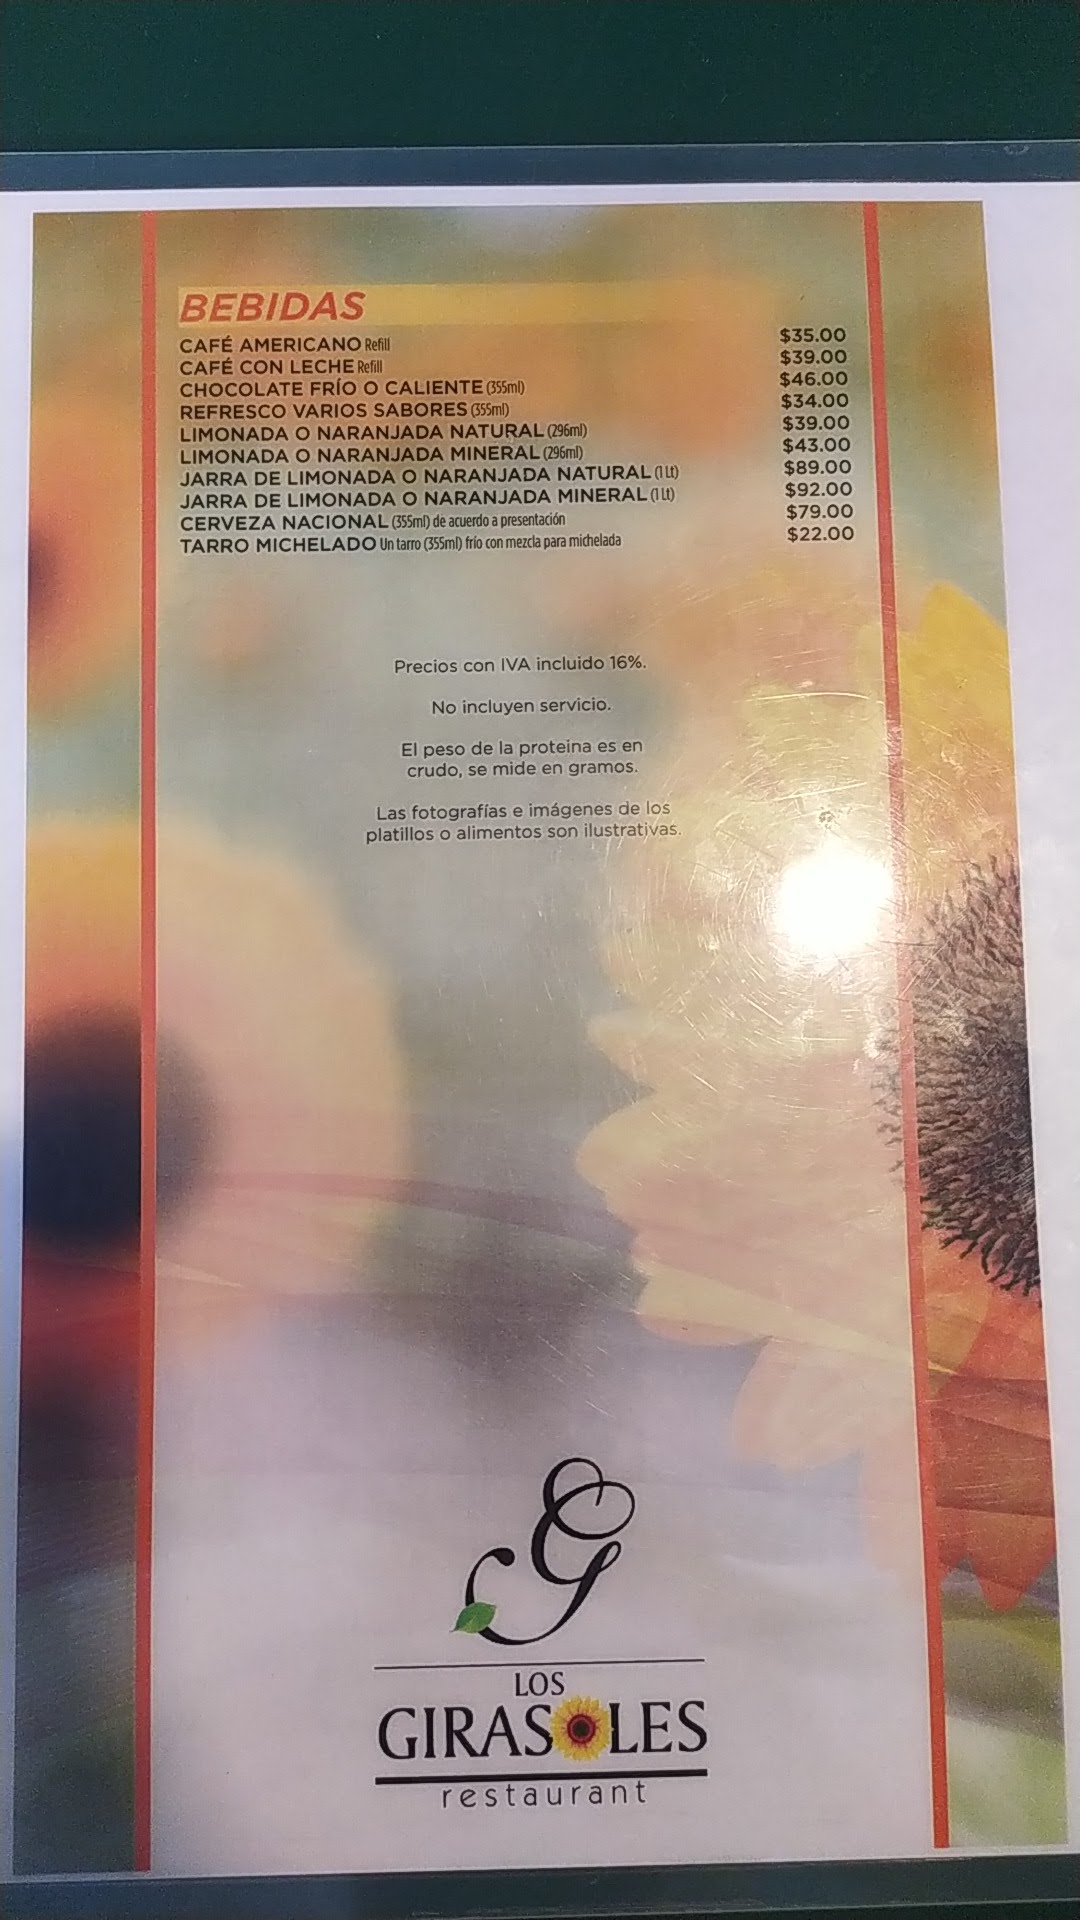 BEBIDAS
CAFÉ AMERICANO Refill $35.00
CAFÉ CON LECHE Refill $39.00
CHOCOLATE FRÍO O CALIENTE (355ml) $46.00
REFRESCO VARIOS SABORES (355ml) $34.00
LIMONADA O NARANJADA NATURAL (296ml) $39.00
LIMONADA O NARANJADA MINERAL (296ml) $43.00
JARRA DE LIMONADA O NARANJADA NATURAL (1 Lt) $89.00
JARRA DE LIMONADA O NARANJADA MINERAL (1 Lt) $92.00
CERVEZA NACIONAL (355ml) de acuerdo a presentación $79.00
TARRO MICHELADO Un tarro (355ml) frío con mezcla para michelada $22.00
Precios con IVA incluido 16%.
No incluyen servicio.
El peso de la proteina es en
crudo, se mide en gramos.
Las fotografías e imágenes de los
platillos o alimentos son ilustrativas.
G
LOS
GIRASOLES
restaurant